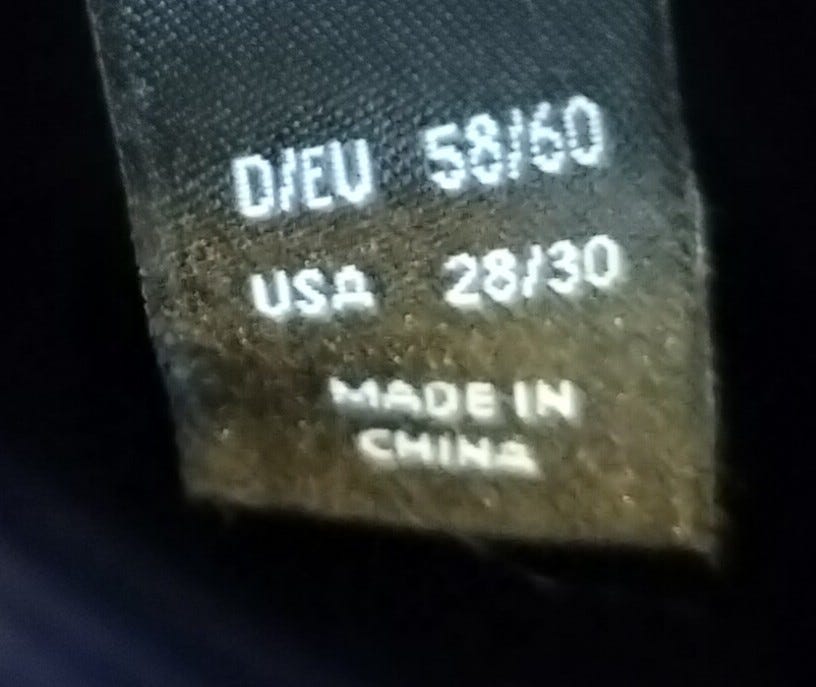 D/EU 58/60
USA 28/30
MADE IN
CHINA